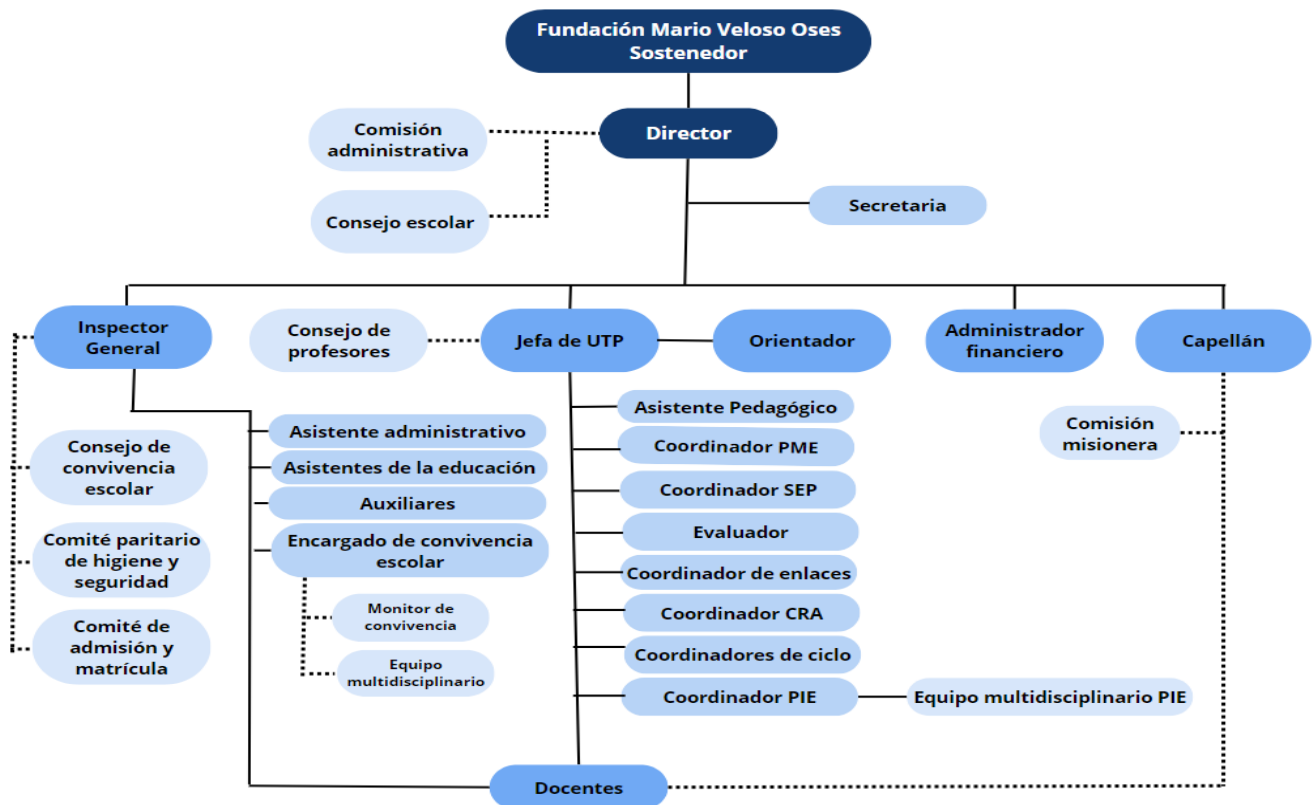 Fundación Mario Veloso Oses
Sostenedor
Director
Comisión
administrativa
Consejo escolar
Secretaria
Inspector
General
Consejo de
profesores
Jefa de UTP
Orientador
Administrador
financiero
Capellán
Consejo de
convivencia
escolar
Comité paritario
de higiene y
seguridad
Comité de
admisión y
matrícula
Asistente administrativo
Asistentes de la educación
Auxiliares
Encargado de convivencia
escolar
Monitor de
convivencia
Equipo
multidisciplinario
Asistente Pedagógico
Coordinador PME
Coordinador SEP
Evaluador
Coordinador de enlaces
Coordinador CRA
Coordinadores de ciclo
Coordinador PIE
Equipo multidisciplinario PIE
Comisión
misionera
Docentes